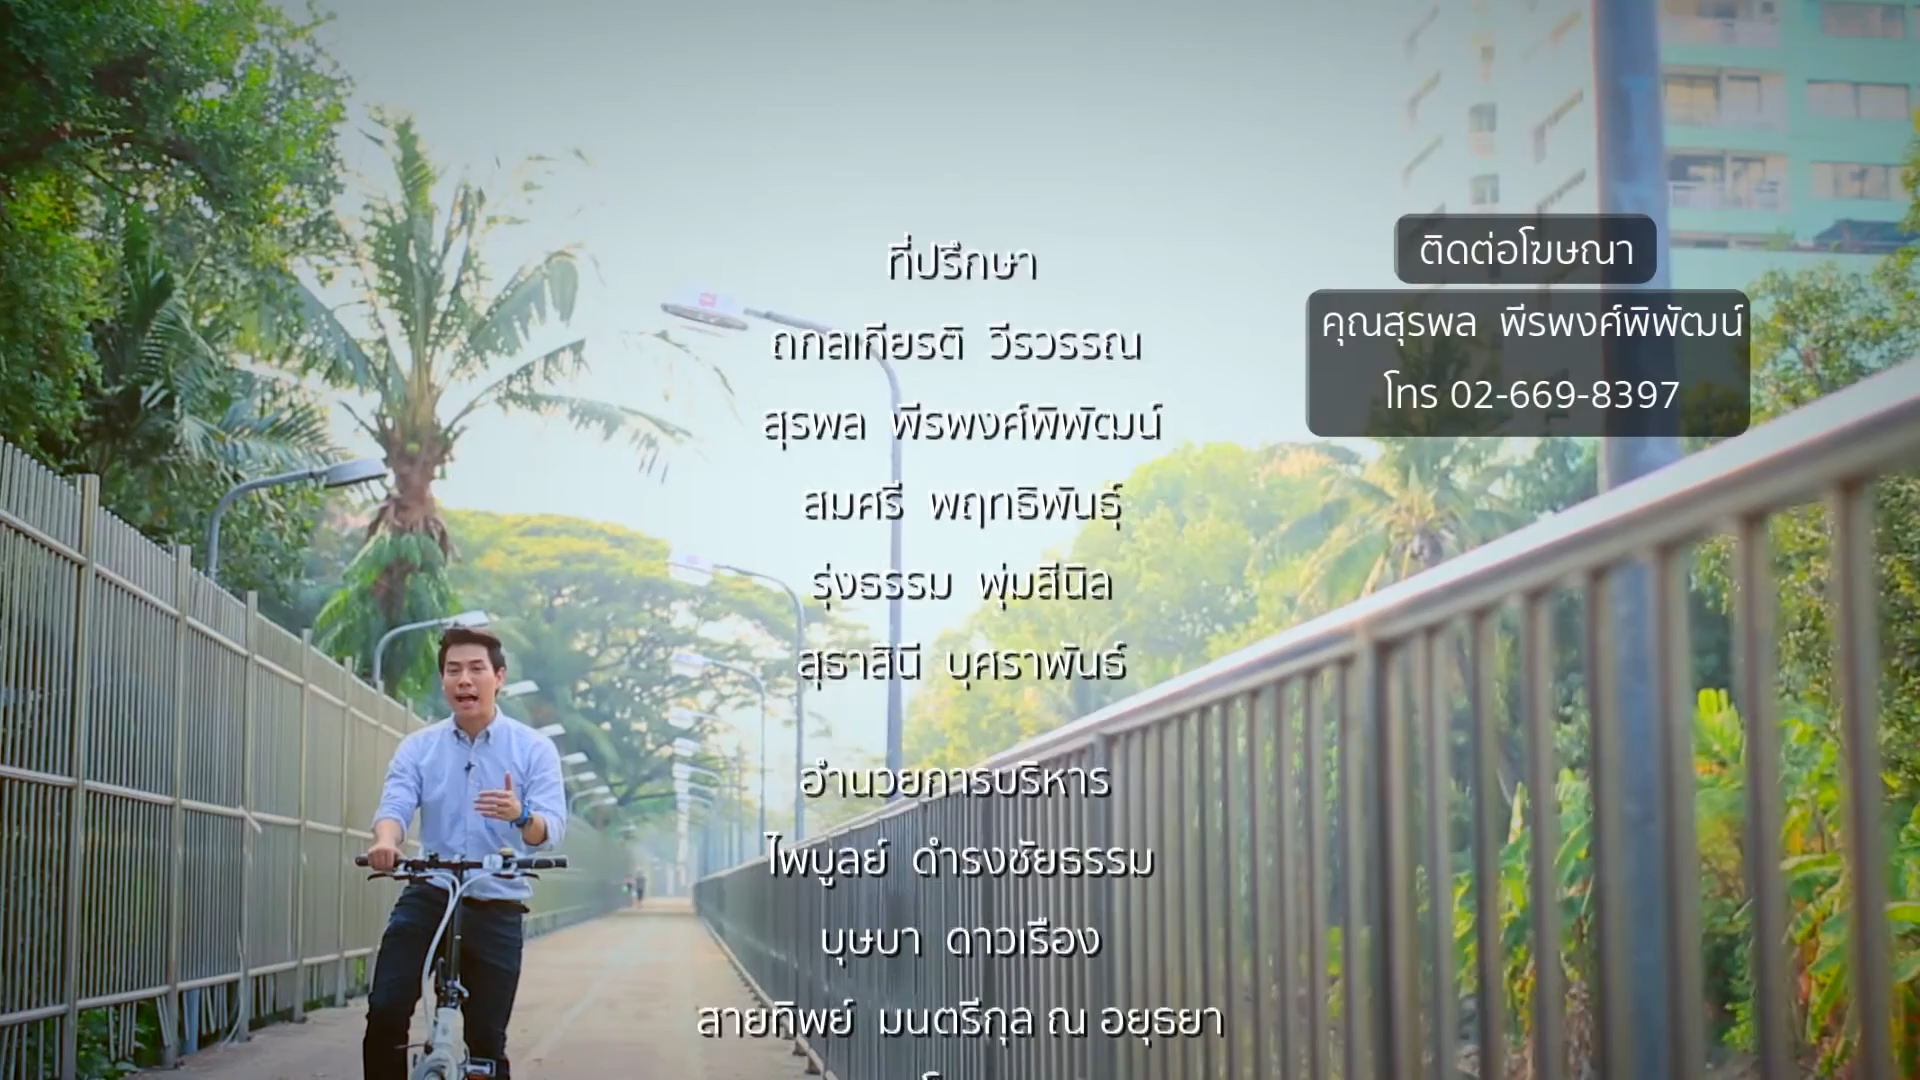 ที่ปรึกษา
ถกลเกียรติ วีรวรรณ
สุรพล พีรพงศ์พิพัฒน์
สมศรี พฤทธิพันธุ์
รุ่งธรรม พุ่มสีนิล
สุธาสินี บุศราพันธ์
อำนวยการบริหาร
ไพบูลย์ ดำรงชัยธรรม
บุษบา ดาวเรือง
สายทิพย์ มนตรีกุล ณ อยุธยา
ติดต่อโฆษณา
คุณสุรพล พีรพงศ์พิพัฒน์
โทร 02-669-8397